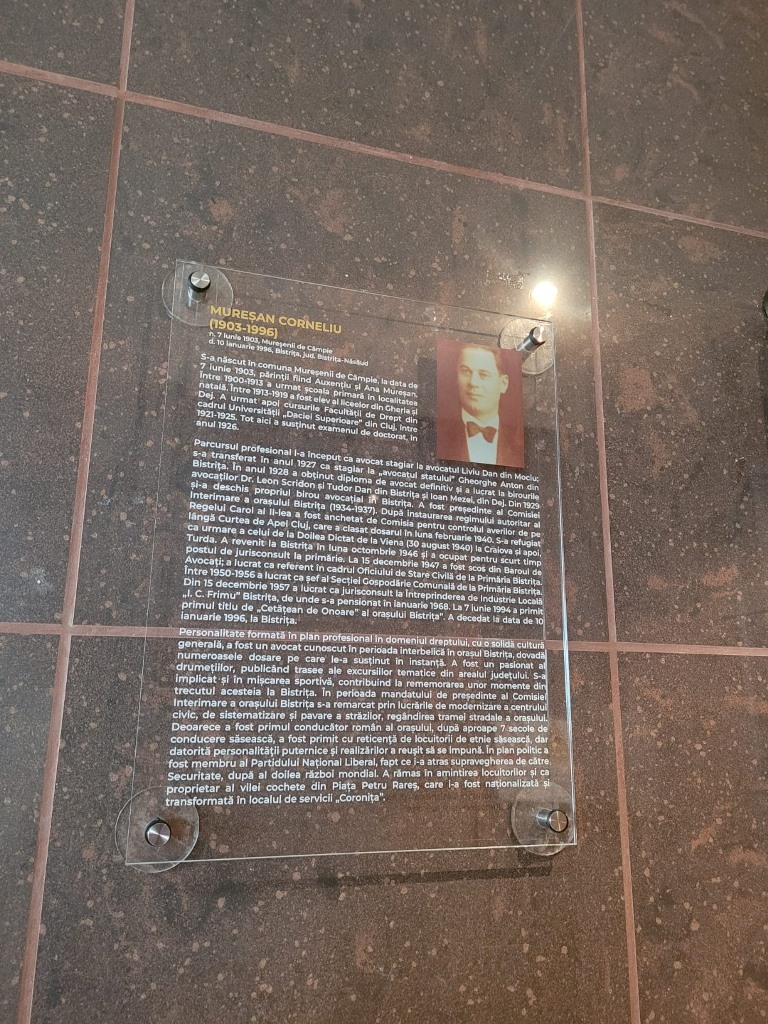 MUREȘAN CORNELIU
(1903-1996)
n. 7 iunie 1903, Mureșenii de Câmpie
d. 10 ianuarie 1996, Bistrița, jud. Bistrița-Năsăud
S-a născut în comuna Mureșenii de Câmpie, la data de
7 iunie 1903, părinții fiind Auxențiu și Ana Mureșan.
Între 1900-1913 a urmat școala primară în localitatea
natală. Între 1913-1919 a fost elev al liceelor din Gherla și
Dej. A urmat apoi cursurile Facultății de Drept din
cadrul Universității „Daciei Superioare” din Cluj, între
1921-1925. Tot aici a susținut examenul de doctorat, în
anul 1926.
Parcursul profesional l-a început ca avocat stagiar la avocatul Liviu Dan din Mociu;
s-a transferat în anul 1927 ca stagiar la „avocatul statului” Gheorghe Anton din
Bistrița. În anul 1928 a obținut diploma de avocat definitiv și a lucrat la birourile
avocaților Dr. Leon Scridon și Tudor Dan din Bistrița și Ioan Mezei, din Dej. Din 1929
și-a deschis propriul birou avocațial în Bistrița. A fost președinte al Comisiei
Interimare a orașului Bistrița (1934-1937). După instaurarea regimului autoritar al
Regelui Carol al II-lea a fost anchetat de Comisia pentru controlul averilor de pe
lângă Curtea de Apel Cluj, care a clasat dosarul în luna februarie 1940. S-a refugiat
ca urmare a celui de la Doilea Dictat de la Viena (30 august 1940) la Craiova și apoi,
Turda. A revenit la Bistrița în luna octombrie 1946 și a ocupat pentru scurt timp
postul de jurisconsult la primărie. La 15 decembrie 1947 a fost scos din Baroul de
Avocați; a lucrat ca referent în cadrul Oficiului de Stare Civilă de la Primăria Bistrița.
Între 1950-1956 a lucrat ca șef al Secției Gospodărie Comunală de la Primăria Bistrița.
Din 15 decembrie 1957 a lucrat ca jurisconsult la Întreprinderea de Industrie Locală
„I. C. Frimu” Bistrița, de unde s-a pensionat în ianuarie 1968. La 7 iunie 1994 a primit
primul titlu de „Cetățean de Onoare” al orașului Bistrița”. A decedat la data de 10
ianuarie 1996, la Bistrița.
Personalitate formată în plan profesional în domeniul dreptului, cu o solidă cultură
generală, a fost un avocat cunoscut în perioada interbelică în orașul Bistrița, dovadă
numeroasele dosare pe care le-a susținut în instanță. A fost un pasionat al
drumețiilor, publicând trasee ale excursiilor tematice din arealul județului. S-a
implicat și în mișcarea sportivă, contribuind la rememorarea unor momente din
trecutul acesteia la Bistrița. În perioada mandatului de președinte al Comisiei
Interimare a orașului Bistrița s-a remarcat prin lucrările de modernizare a centrului
civic, de sistematizare și pavare a străzilor, regândirea tramei stradale a orașului.
Deoarece a fost primul conducător român al orașului, după aproape 7 secole de
conducere săsească, a fost primit cu reticență de locuitorii de etnie săsească, dar
datorită personalității puternice și realizărilor a reușit să se impună. În plan politic a
fost membru al Partidului Național Liberal, fapt ce i-a atras supravegherea de către
Securitate, după al doilea război mondial. A rămas în amintirea locuitorilor și ca
proprietar al vilei cochete din Piața Petru Rareș, care i-a fost naționalizată și
transformată în localul de servicii „Coronița”.